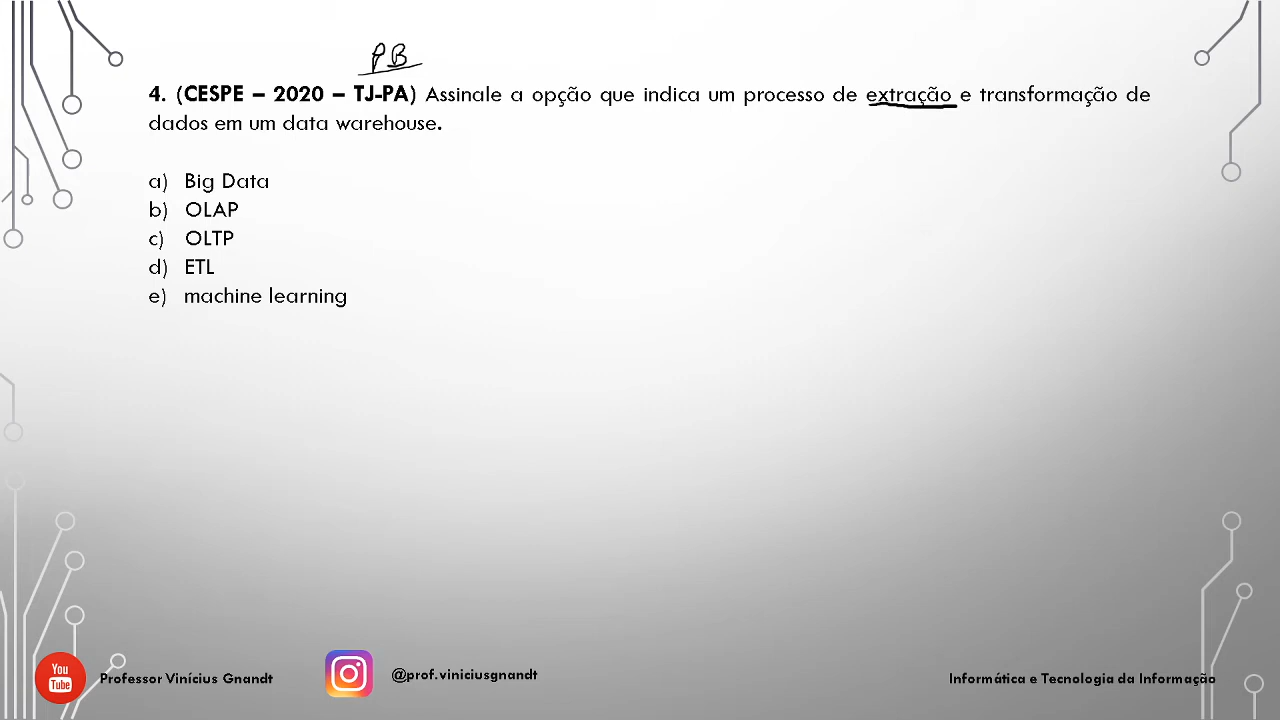 PB
4. (CESPE – 2020 – TJ-PA) Assinale a opção que indica um processo de extração e transformação de
dados em um data warehouse.
a) Big Data
b) OLAP
c) OLTP
d) ETL
e) machine learning
You
Tube
Professor Vinícius Gnandt
@prof.viniciusgnandt
Informática e Tecnologia da Informação